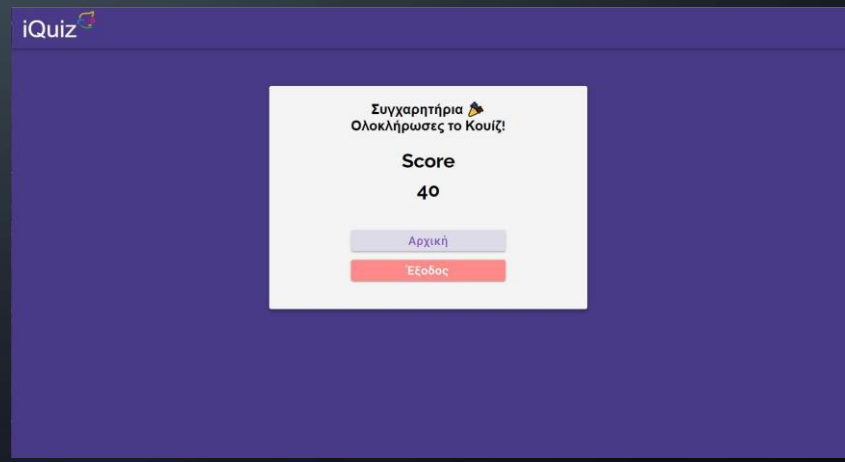 iQuiz
Συγχαρητήρια 🎉
Ολοκλήρωσες το Κουίζ!
Score
40
Αρχική
Έξοδος